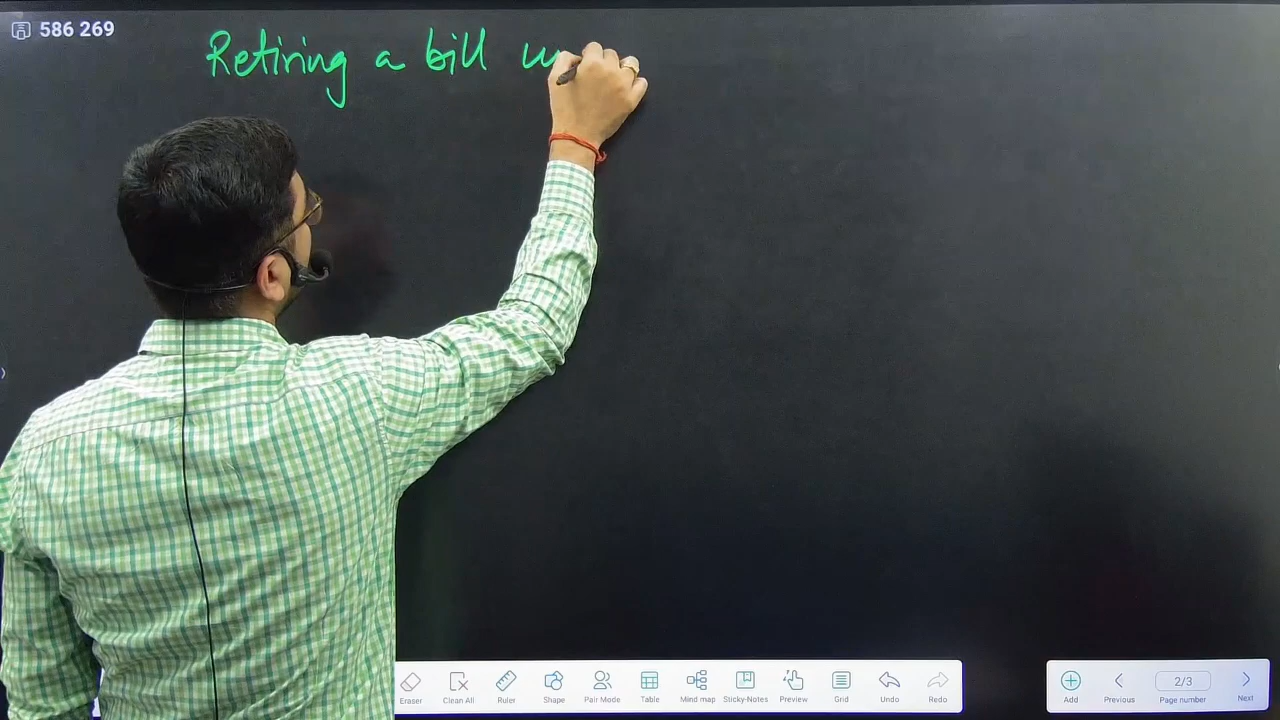 586 269
Retiring a bill
Eraser
Clean All
Ruler
Shape
Pair Mode
Table
Mind map
Sticky-Notes
Preview
Grid
Undo
Redo
Add
Previous
2/3
Page number
Next